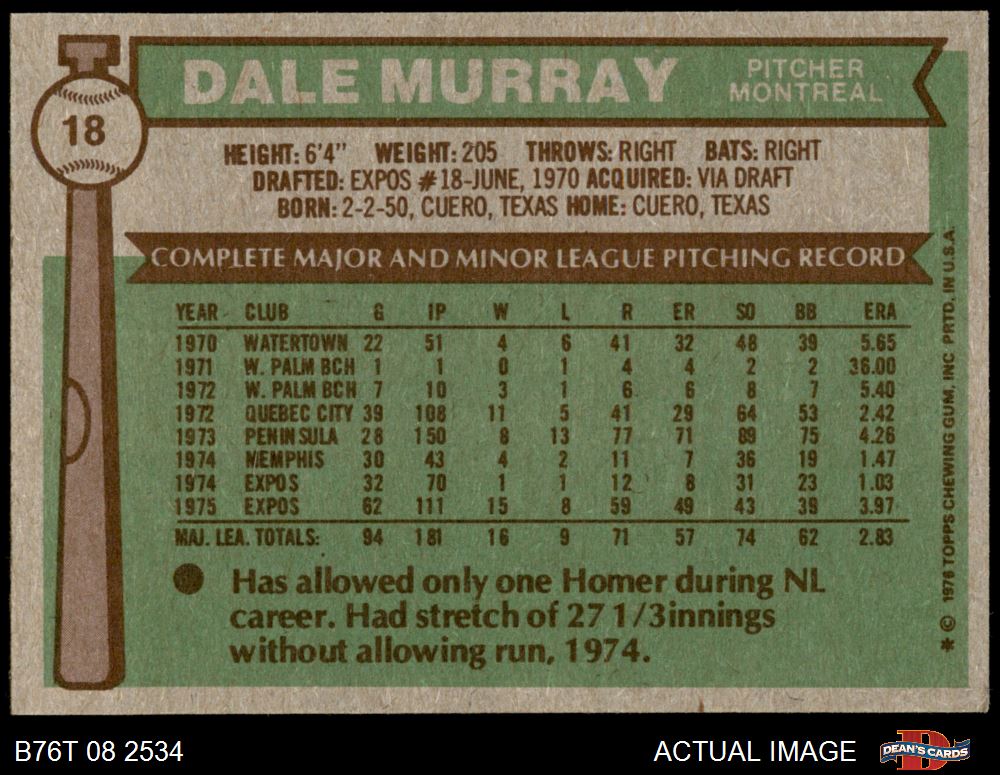 DALE MURRAY
PITCHER
MONTREAL
18
HEIGHT: 6'4" WEIGHT: 205 THROWS: RIGHT BATS: RIGHT
DRAFTED: EXPOS #18-JUNE, 1970 ACQUIRED: VIA DRAFT
BORN: 2-2-50, CUERO, TEXAS HOME: CUERO, TEXAS
COMPLETE MAJOR AND MINOR LEAGUE PITCHING RECORD
YEAR CLUB G IP W L R ER SO BB ERA
1970 WATERTOWN 22 51 4 6 41 32 48 39 5.65
1971 W. PALM BCH 1 1 0 1 4 4 2 2 36.00
1972 W. PALM BCH 7 10 3 1 6 6 8 7 5.40
1972 QUEBEC CITY 39 108 11 5 41 29 64 53 2.42
1973 PENINSULA 28 150 8 13 77 71 89 75 4.26
1974 MEMPHIS 30 43 4 2 11 7 36 19 1.47
1974 EXPOS 32 70 1 1 12 8 31 23 1.03
1975 EXPOS 62 111 15 8 59 49 43 39 3.97
MAJ. LEA. TOTALS: 94 181 16 9 71 57 74 62 2.83
Has allowed only one Homer during NL
career. Had stretch of 27 1/3innings
without allowing run, 1974.
* © 1976 TOPPS CHEWING GUM, INC PRTD. IN U.S.A.
B76T 08 2534
ACTUAL IMAGE
D
DEAN'S CARDS